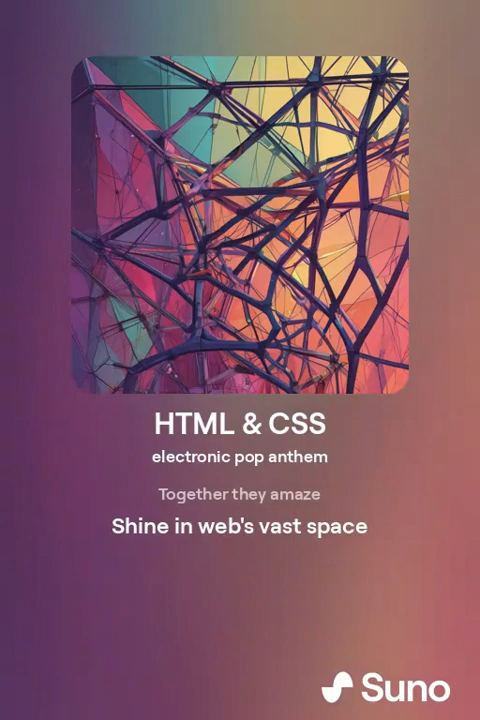 HTML & CSS
electronic pop anthem
Together they amaze
Shine in web's vast space
Suno